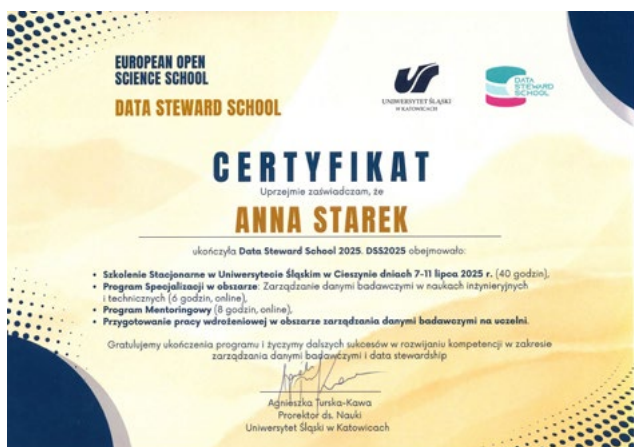 EUROPEAN OPEN
SCIENCE SCHOOL
DATA STEWARD SCHOOL
UNIWERSYTET ŚLĄSKI
W KATOWICACH
DATA
STEWARD
SCHOOL
CERTYFIKAT
Uprzejmie zaświadczam, że
ANNA STAREK
ukończyła Data Steward School 2025. DSS2025 obejmowało:
• Szkolenie Stacjonarne w Uniwersytecie Śląskim w Cieszynie dniach 7-11 lipca 2025 r. (40 godzin),
• Program Specjalizacji w obszarze: Zarządzanie danymi badawczymi w naukach inżynieryjnych
i technicznych (6 godzin, online),
• Program Mentoringowy (8 godzin, online),
• Przygotowanie pracy wdrożeniowej w obszarze zarządzania danymi badawczymi na uczelni.
Gratulujemy ukończenia programu i życzymy dalszych sukcesów w rozwijaniu kompetencji w zakresie
zarządzania danymi badawczymi i data stewardship
Agnieszka Turska-Kawa
Prorektor ds. Nauki
Uniwersytet Śląski w Katowicach